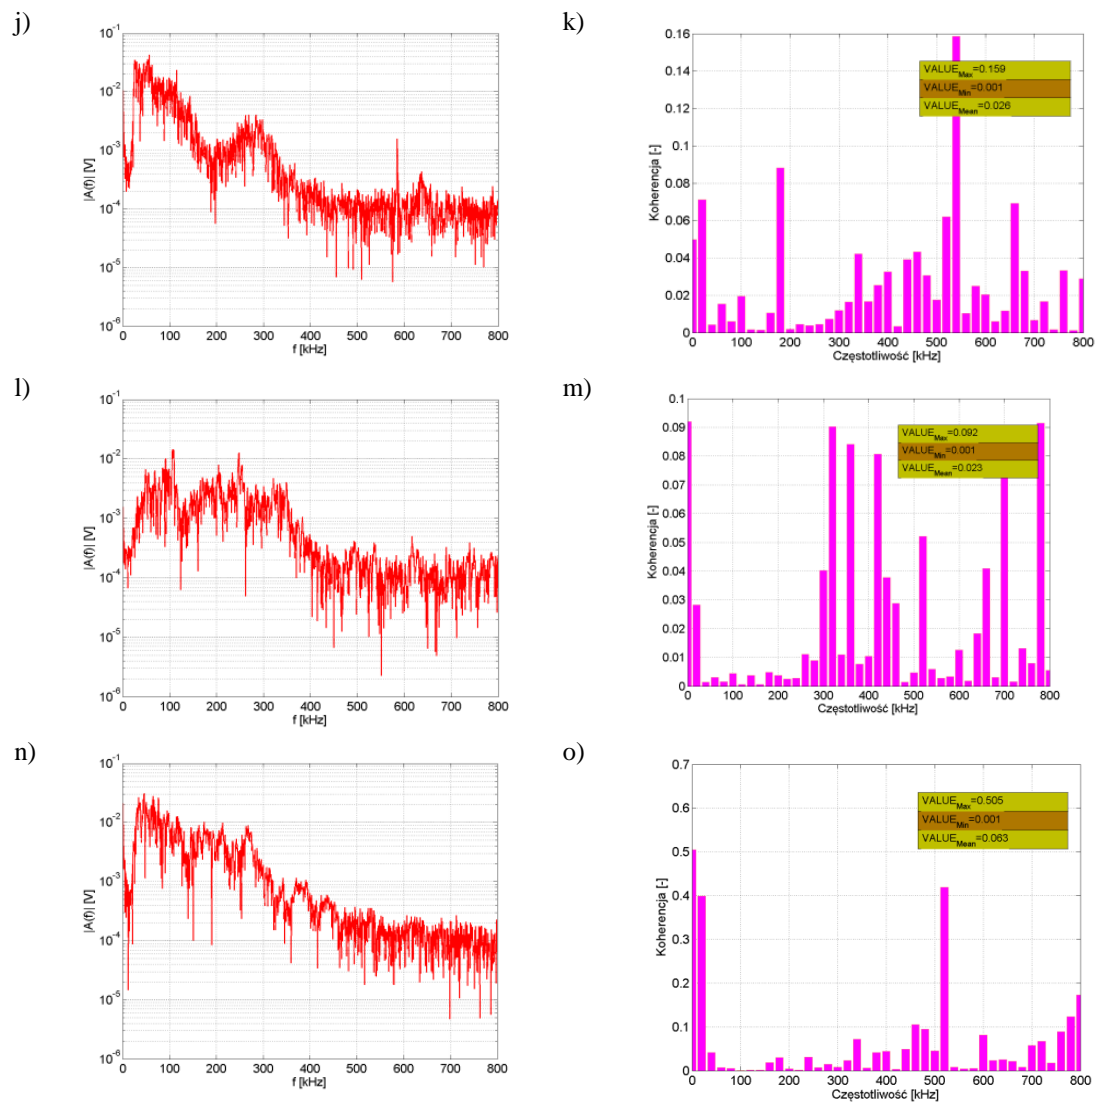 j)
10^-1
10^-2
10^-3
10^-4
10^-5
10^-6
|A(f)| [V]
0 100 200 300 400 500 600 700 800
f [kHz]
k)
0.16
0.14
0.12
0.1
0.08
0.06
0.04
0.02
0
Koherencja [-]
VALUE_Max=0.159
VALUE_Min=0.001
VALUE_Mean=0.026
0 100 200 300 400 500 600 700 800
Częstotliwość [kHz]
l)
10^-1
10^-2
10^-3
10^-4
10^-5
10^-6
|A(f)| [V]
0 100 200 300 400 500 600 700 800
f [kHz]
m)
0.1
0.09
0.08
0.07
0.06
0.05
0.04
0.03
0.02
0.01
0
Koherencja [-]
VALUE_Max=0.092
VALUE_Min=0.001
VALUE_Mean=0.023
0 100 200 300 400 500 600 700 800
Częstotliwość [kHz]
n)
10^-1
10^-2
10^-3
10^-4
10^-5
10^-6
|A(f)| [V]
0 100 200 300 400 500 600 700 800
f [kHz]
o)
0.7
0.6
0.5
0.4
0.3
0.2
0.1
0
Koherencja [-]
VALUE_Max=0.505
VALUE_Min=0.001
VALUE_Mean=0.063
0 100 200 300 400 500 600 700 800
Częstotliwość [kHz]